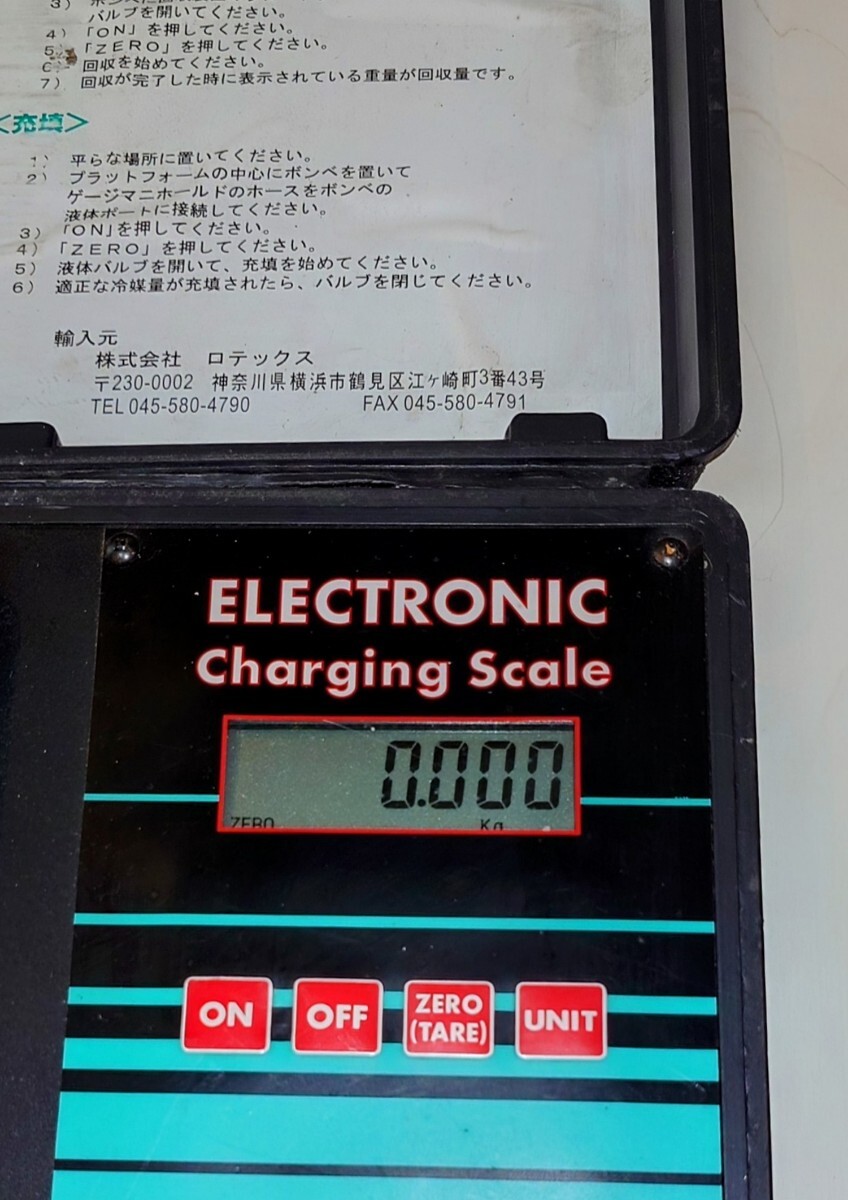 バルブを開いてください。
4) 「ON」を押してください。
5) 「ZERO」を押してください。
6) 回収を始めてください。
7) 回収が完了した時に表示されている重量が回収量です。
<充填>
1) 平らな場所に置いてください。
2) プラットフォームの中心にボンベを置いて
ゲージマニホールドのホースをボンベの
液体ポートに接続してください。
3) 「ON」を押してください。
4) 「ZERO」を押してください。
5) 液体バルブを開いて、充填を始めてください。
6) 適正な冷媒量が充填されたら、バルブを閉じてください。
輸入元
株式会社 ロテックス
〒230-0002 神奈川県横浜市鶴見区江ヶ崎町3番43号
TEL 045-580-4790 FAX 045-580-4791
ELECTRONIC
Charging Scale
0.000
ZERO Kg
ON OFF ZERO (TARE) UNIT